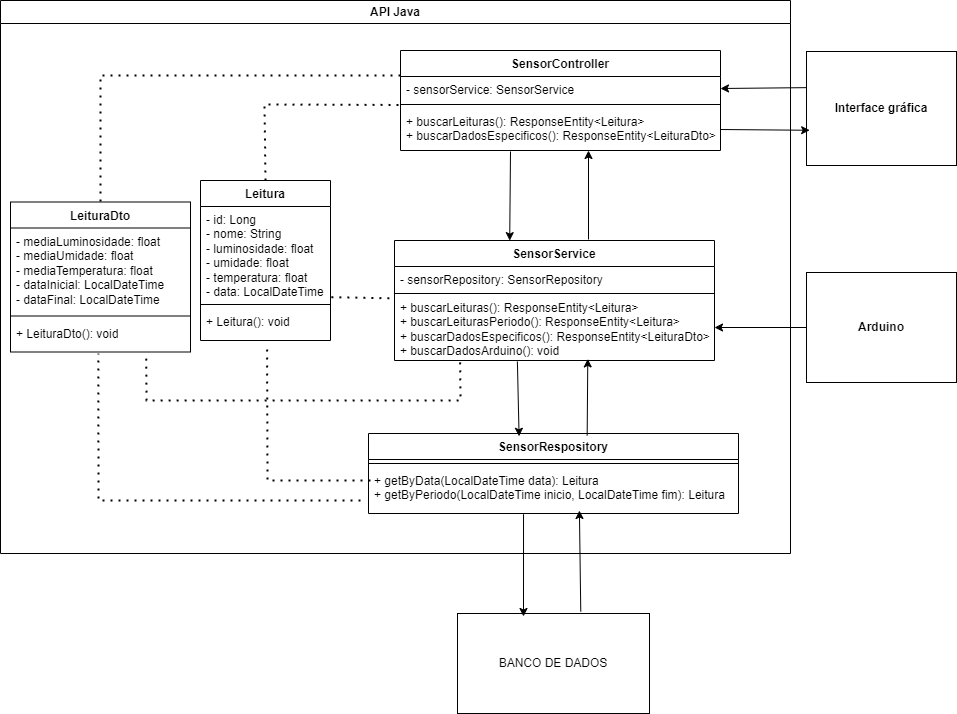 API Java
SensorController
- sensorService: SensorService
+ buscarLeituras(): ResponseEntity<Leitura>
+ buscarDadosEspecificos(): ResponseEntity<LeituraDto>
Interface gráfica
LeituraDto
- mediaLuminosidade: float
- mediaUmidade: float
- mediaTemperatura: float
- dataInicial: LocalDateTime
- dataFinal: LocalDateTime
+ LeituraDto(): void
Leitura
- id: Long
- nome: String
- luminosidade: float
- umidade: float
- temperatura: float
- data: LocalDateTime
+ Leitura(): void
SensorService
- sensorRepository: SensorRepository
+ buscarLeituras(): ResponseEntity<Leitura>
+ buscarLeiturasPeriodo(): ResponseEntity<Leitura>
+ buscarDadosEspecificos(): ResponseEntity<LeituraDto>
+ buscarDadosArduino(): void
Arduino
SensorRespository
+ getByData(LocalDateTime data): Leitura
+ getByPeriodo(LocalDateTime inicio, LocalDateTime fim): Leitura
BANCO DE DADOS